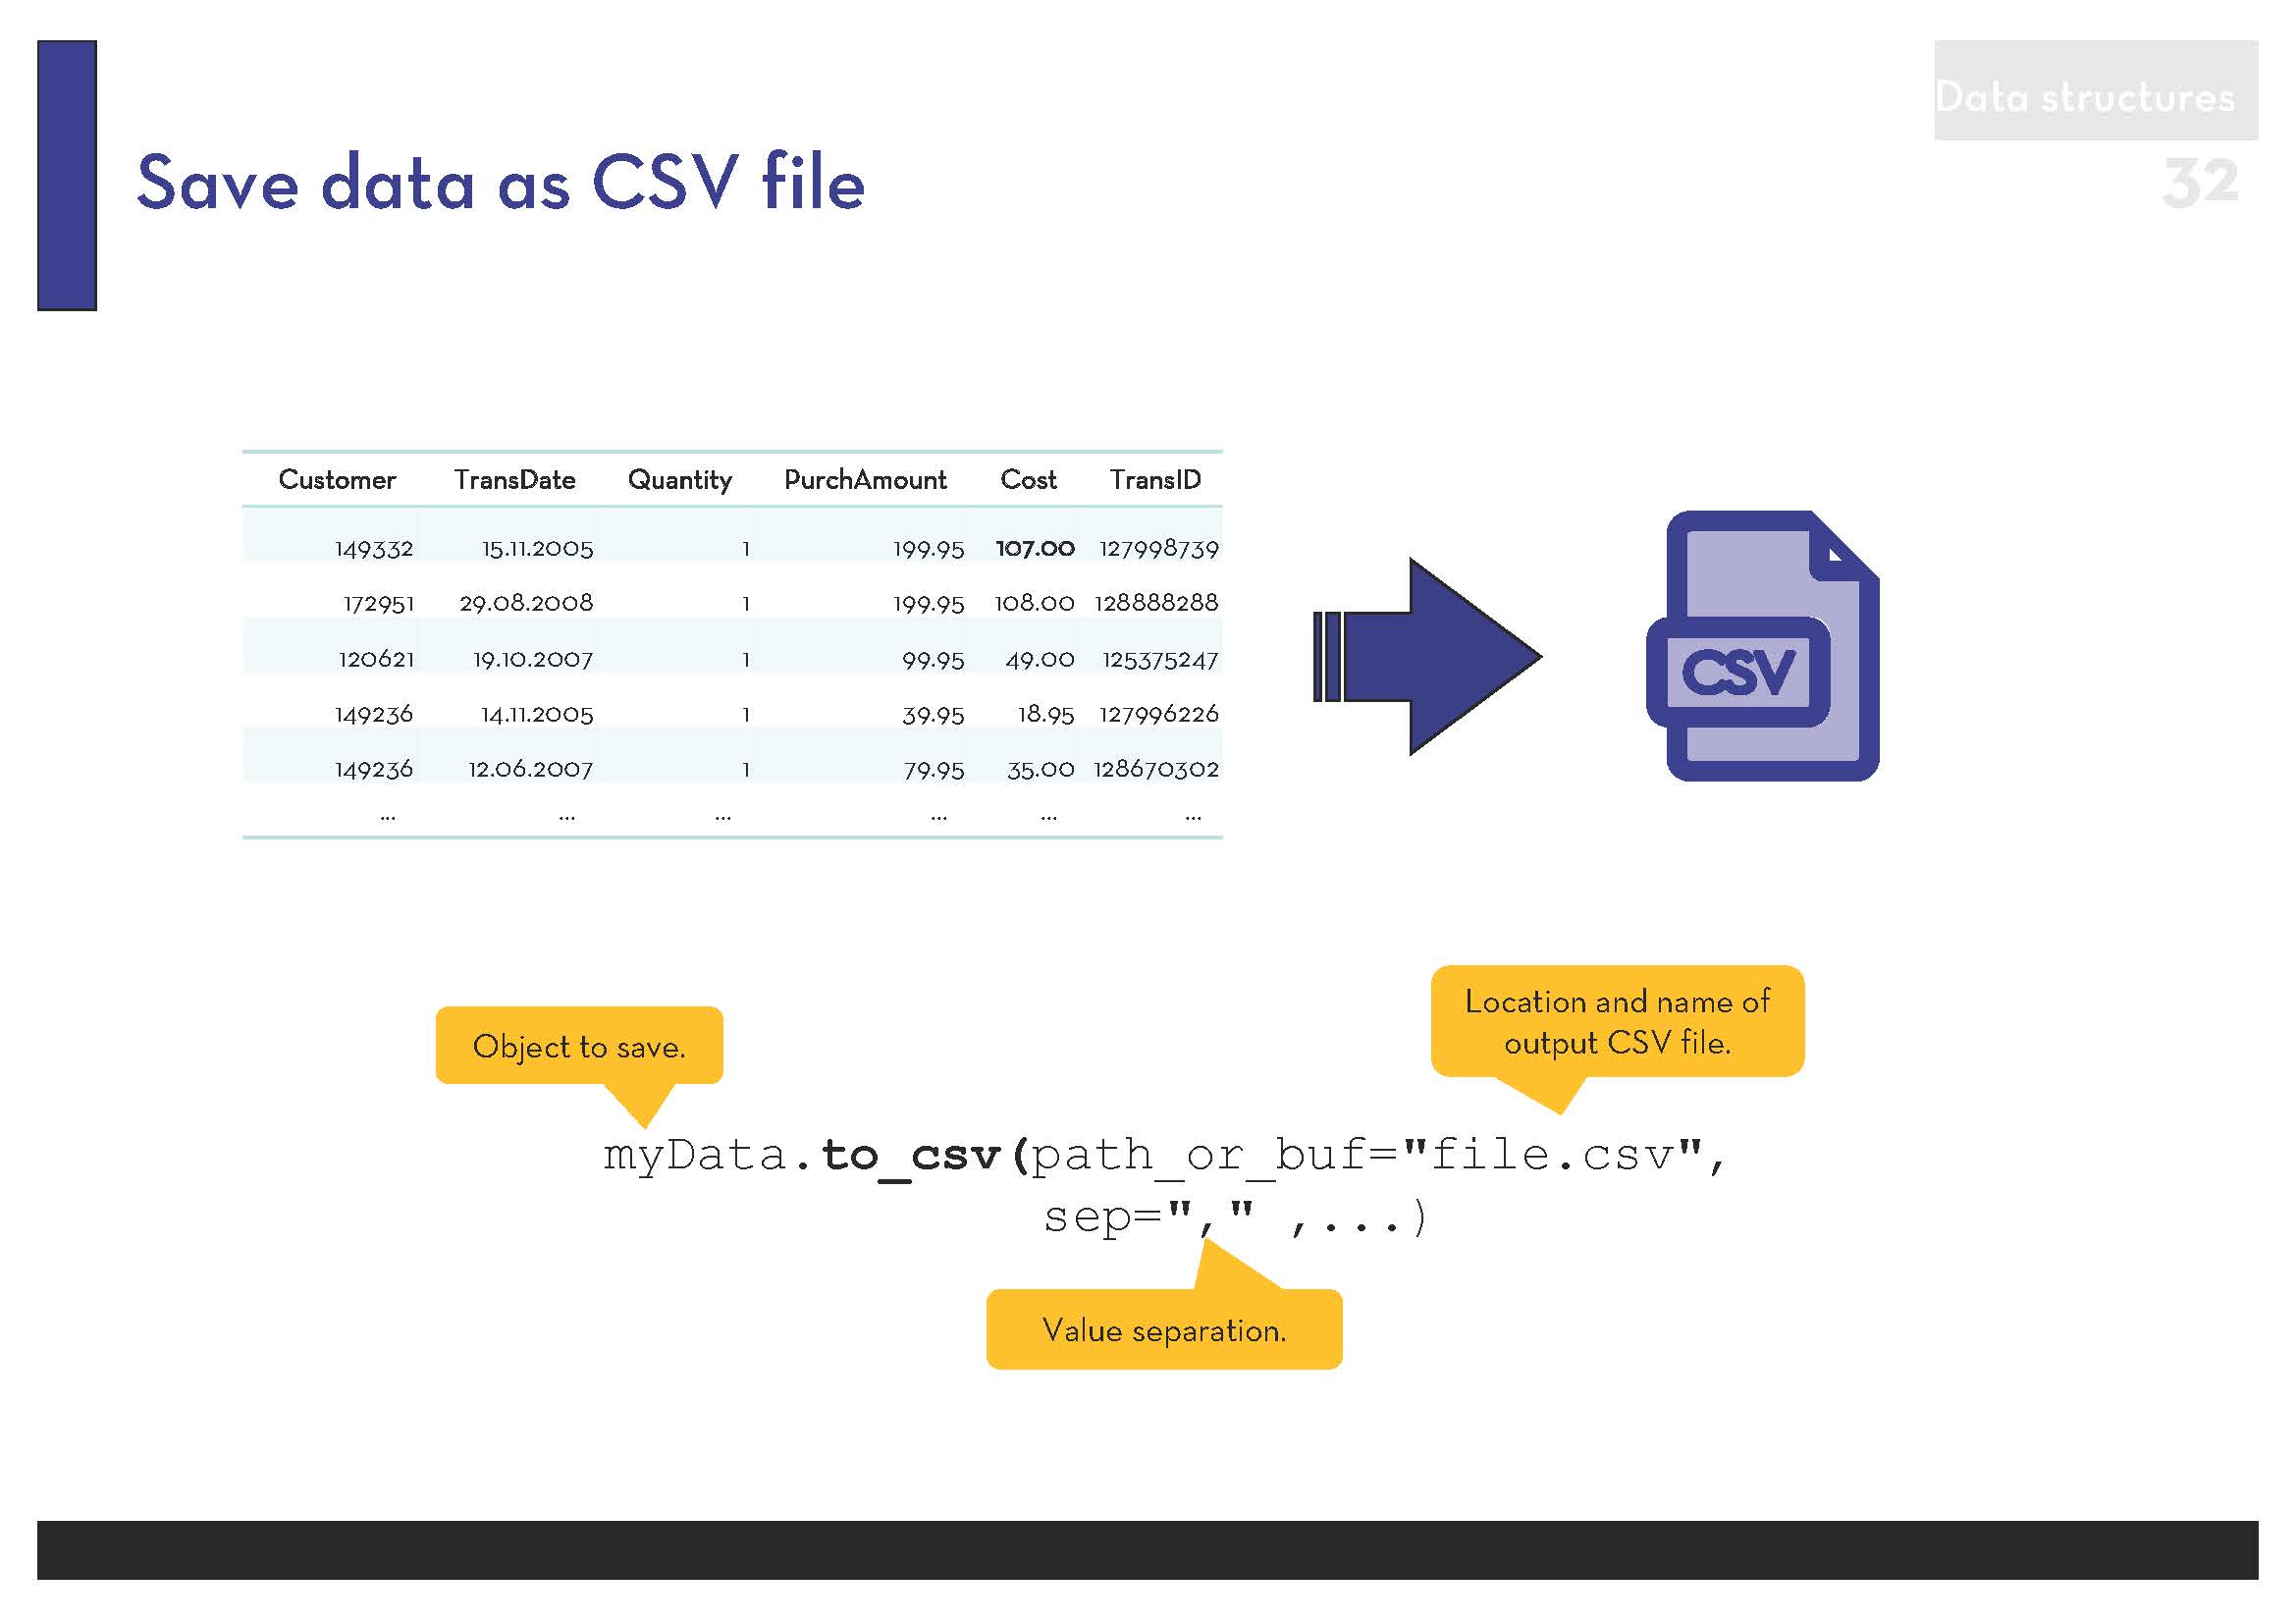 Data structures
32
Save data as CSV file
Customer TransDate Quantity PurchAmount Cost TransID
149332 15.11.2005 1 199.95 107.00 127998739
172951 29.08.2008 1 199.95 108.00 128888288
120621 19.10.2007 1 99.95 49.00 125375247
149236 14.11.2005 1 39.95 18.95 127996226
149236 12.06.2007 1 79.95 35.00 128670302
... ... ... ... ... ...
CSV
Object to save.
Location and name of
output CSV file.
myData.to_csv(path_or_buf="file.csv",
sep="," ,...)
Value separation.